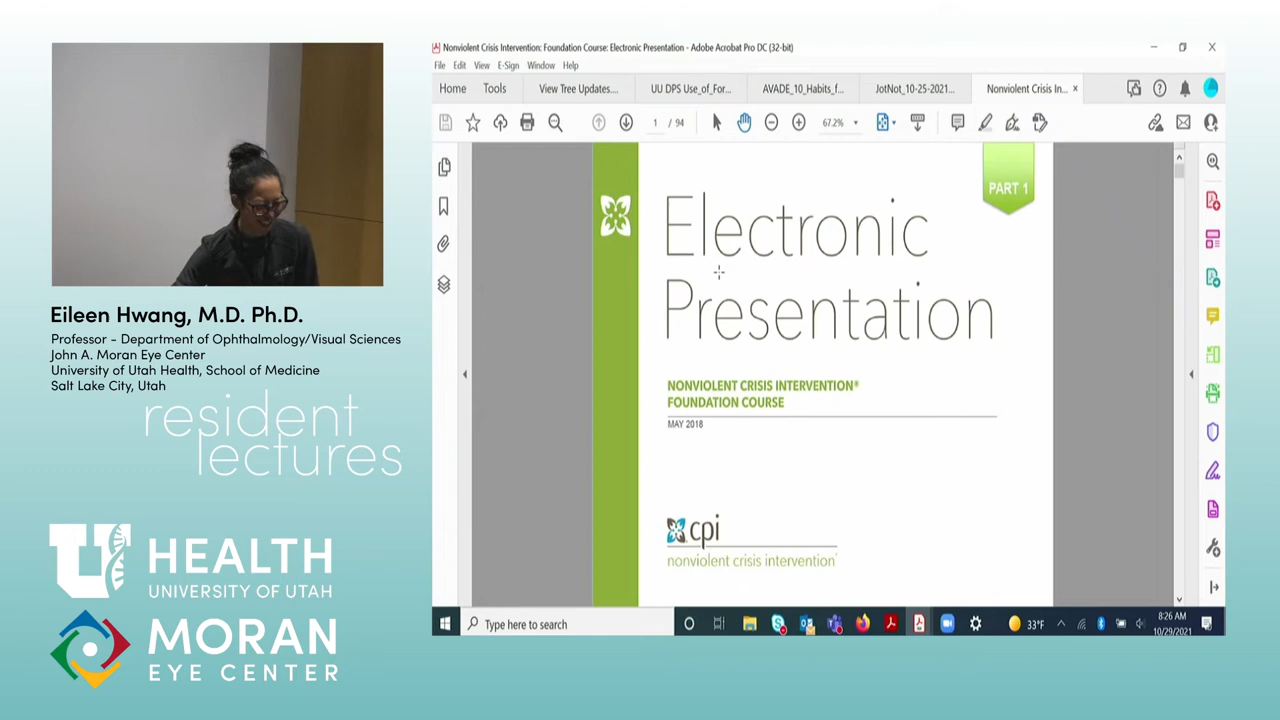 Eileen Hwang, M.D. Ph.D.
Professor - Department of Ophthalmology/Visual Sciences
John A. Moran Eye Center
University of Utah Health, School of Medicine
Salt Lake City, Utah
resident
lectures
U HEALTH
UNIVERSITY OF UTAH
MORAN
EYE CENTER
Nonviolent Crisis Intervention: Foundation Course: Electronic Presentation - Adobe Acrobat Pro DC (32-bit)
File Edit View E-Sign Window Help
Home Tools View Tree Updates.... UU DPS Use_of_For... AVADE_10_Habits_f... JotNot_10-25-2021... Nonviolent Crisis In... ×
1 / 94 67.2%
PART 1
Electronic
Presentation
NONVIOLENT CRISIS INTERVENTION®
FOUNDATION COURSE
MAY 2018
cpi
nonviolent crisis intervention
Type here to search
33°F
8:26 AM
10/29/2021